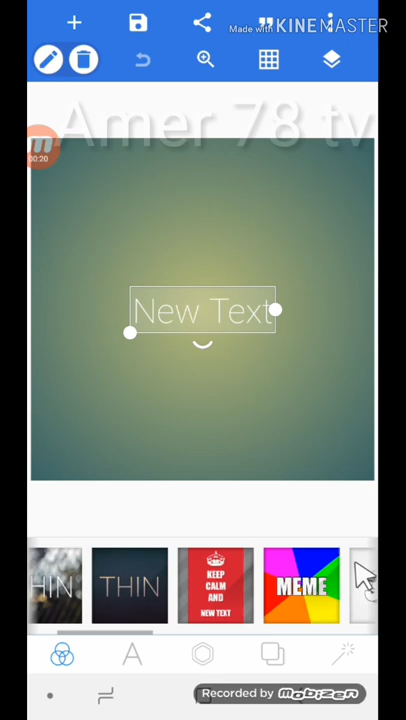 Made with KINEMASTER
Amer 78 tv
00:20
New Text
HIN
THIN
KEEP
CALM
AND
NEW TEXT
MEME
A
Recorded by mobizen